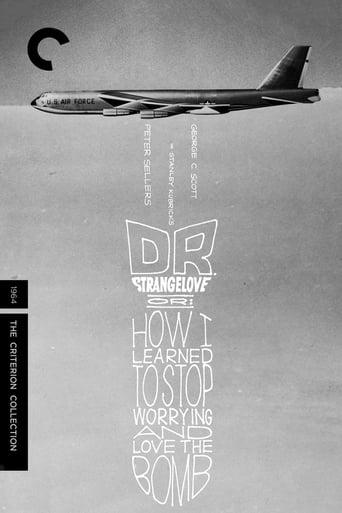 U.S. AIR FORCE
PETER SELLERS
GEORGE C. SCOTT
in STANLEY KUBRICK'S
DR.
STRANGELOVE
OR:
HOW I
LEARNED
TO STOP
WORRYING
AND
LOVE THE
BOMB
1964
THE CRITERION COLLECTION